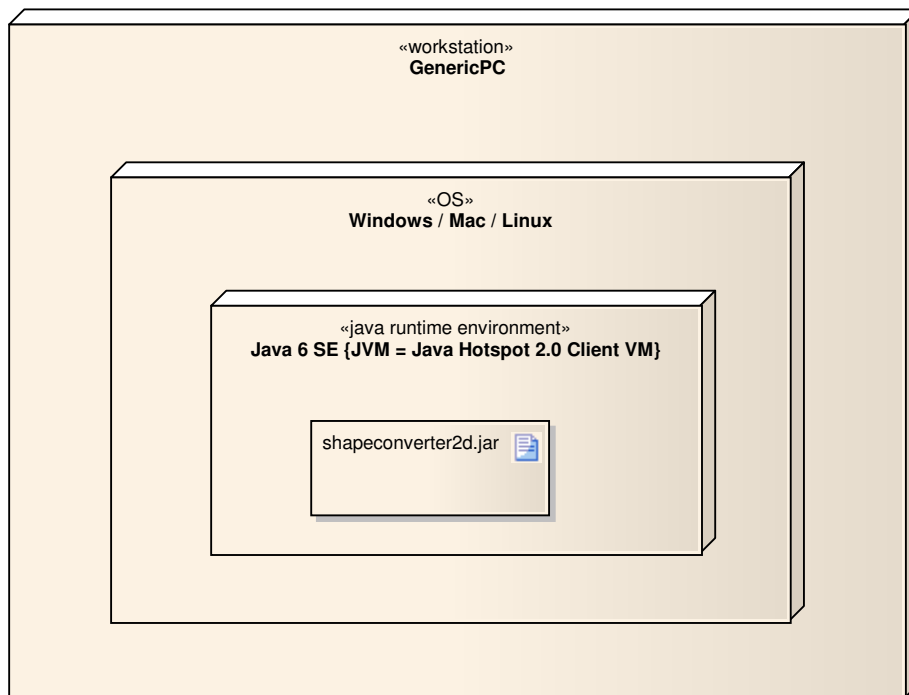 «workstation»
GenericPC
«OS»
Windows / Mac / Linux
«java runtime environment»
Java 6 SE {JVM = Java Hotspot 2.0 Client VM}
shapeconverter2d.jar